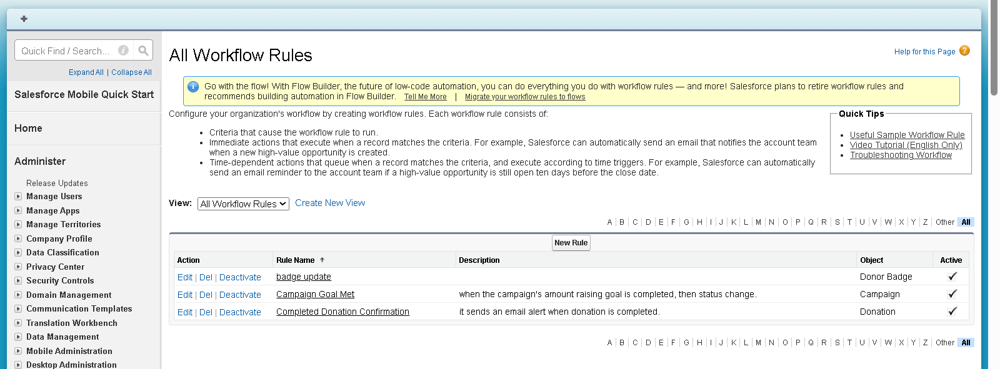 +
Quick Find / Search...
Expand All | Collapse All
Salesforce Mobile Quick Start
Home
Administer
Release Updates
Manage Users
Manage Apps
Manage Territories
Company Profile
Data Classification
Privacy Center
Security Controls
Domain Management
Communication Templates
Translation Workbench
Data Management
Mobile Administration
Desktop Administration
All Workflow Rules
Help for this Page ?
Go with the flow! With Flow Builder, the future of low-code automation, you can do everything you do with workflow rules — and more! Salesforce plans to retire workflow rules and
recommends building automation in Flow Builder. Tell Me More | Migrate your workflow rules to flows
Configure your organization's workflow by creating workflow rules. Each workflow rule consists of:
• Criteria that cause the workflow rule to run.
• Immediate actions that execute when a record matches the criteria. For example, Salesforce can automatically send an email that notifies the account team
when a new high-value opportunity is created.
• Time-dependent actions that queue when a record matches the criteria, and execute according to time triggers. For example, Salesforce can automatically
send an email reminder to the account team if a high-value opportunity is still open ten days before the close date.
Quick Tips
• Useful Sample Workflow Rule
• Video Tutorial (English Only)
• Troubleshooting Workflow
View: All Workflow Rules Create New View
A | B | C | D | E | F | G | H | I | J | K | L | M | N | O | P | Q | R | S | T | U | V | W | X | Y | Z | Other All
New Rule
Action Rule Name ↑ Description Object Active
Edit | Del | Deactivate badge update Donor Badge ✓
Edit | Del | Deactivate Campaign Goal Met when the campaign's amount raising goal is completed, then status change. Campaign ✓
Edit | Del | Deactivate Completed Donation Confirmation it sends an email alert when donation is completed. Donation ✓
A | B | C | D | E | F | G | H | I | J | K | L | M | N | O | P | Q | R | S | T | U | V | W | X | Y | Z | Other All